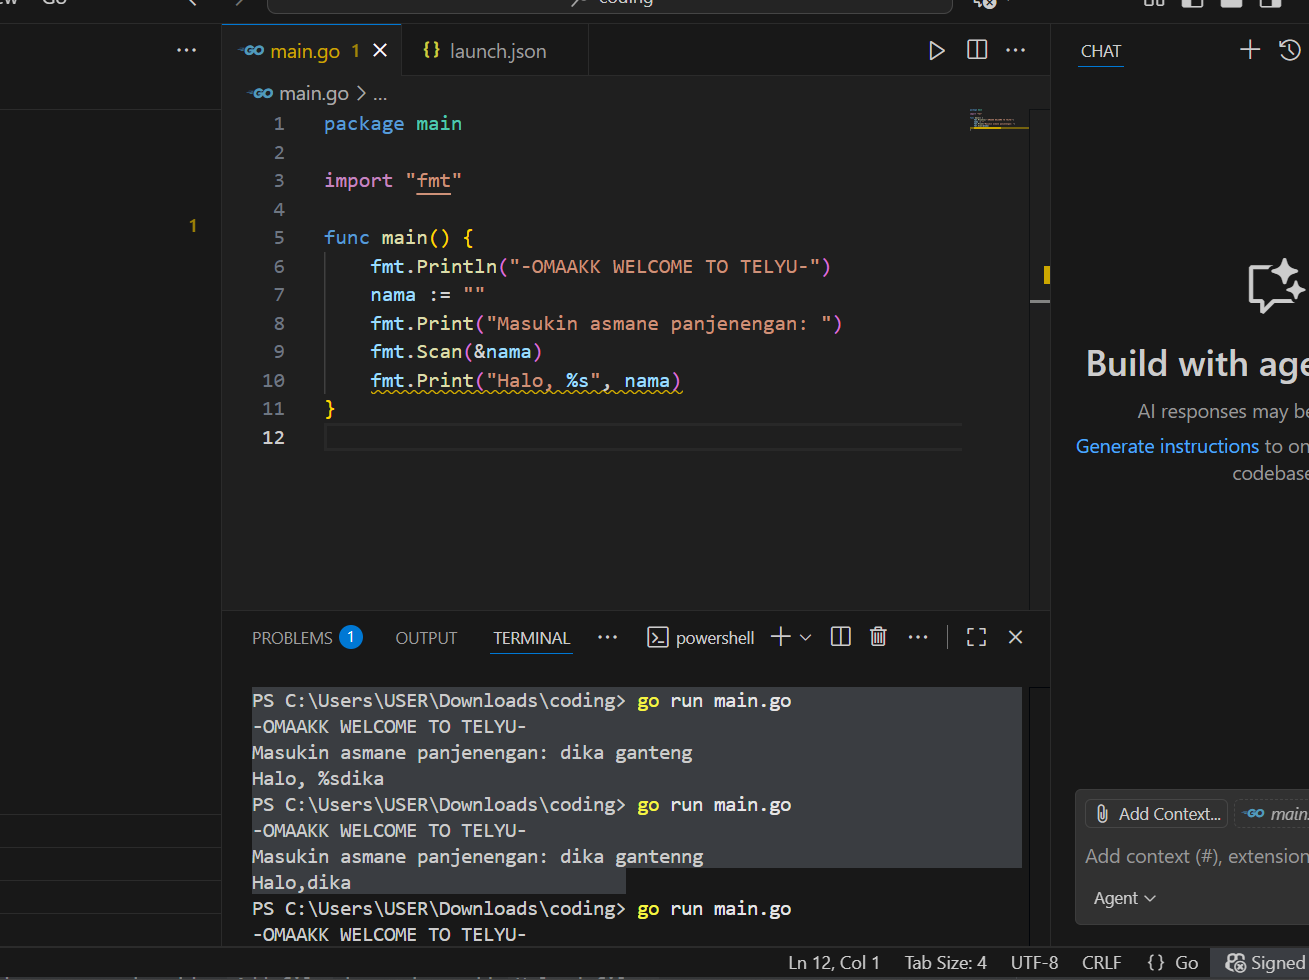 coding
main.go 1
launch.json
CHAT
main.go > ...
1 package main
2
3 import "fmt"
4
1
5 func main() {
6 fmt.Println("-OMAAKK WELCOME TO TELYU-")
7 nama := ""
8 fmt.Print("Masukin asmane panjenengan: ")
9 fmt.Scan(&nama)
10 fmt.Print("Halo, %s", nama)
11 }
12
Build with age
AI responses may be
Generate instructions to on
codebase
PROBLEMS 1 OUTPUT TERMINAL ... powershell
PS C:\Users\USER\Downloads\coding> go run main.go
-OMAAKK WELCOME TO TELYU-
Masukin asmane panjenengan: dika ganteng
Halo, %sdika
PS C:\Users\USER\Downloads\coding> go run main.go
-OMAAKK WELCOME TO TELYU-
Masukin asmane panjenengan: dika gantenng
Halo,dika
PS C:\Users\USER\Downloads\coding> go run main.go
-OMAAKK WELCOME TO TELYU-
Add Context... main.
Add context (#), extension
Agent
Ln 12, Col 1 Tab Size: 4 UTF-8 CRLF {} Go Signed